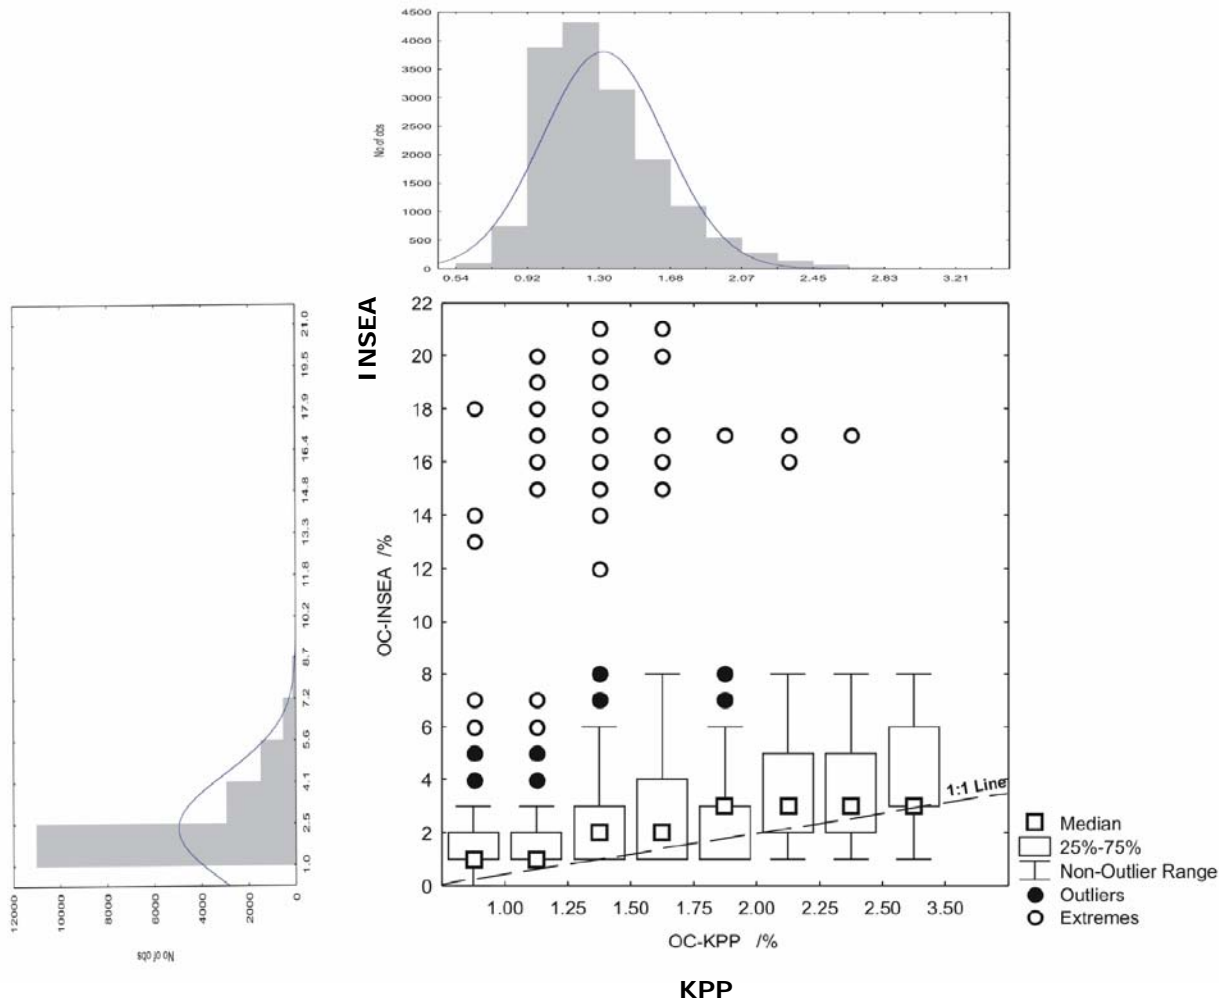 4500
4000
3500
3000
2500
2000
1500
1000
500
0
No of obs
0.54 0.92 1.30 1.68 2.07 2.45 2.83 3.21
21.0
19.5
17.9
16.4
14.8
13.3
11.8
10.2
8.7
7.2
5.6
4.1
2.5
1.0
12000 10000 8000 6000 4000 2000 0
No of obs
INSEA
OC-INSEA /%
22
20
18
16
14
12
10
8
6
4
2
0
1:1 Line
1.00 1.25 1.50 1.75 2.00 2.25 2.50 3.50
OC-KPP /%
KPP
Median
25%-75%
Non-Outlier Range
Outliers
Extremes